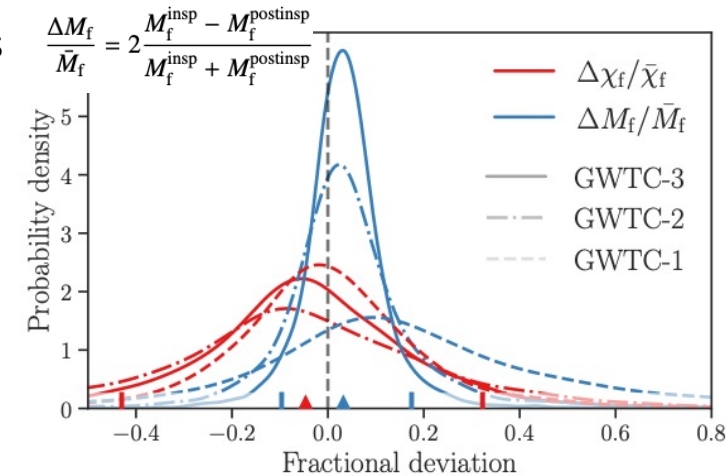 ΔM_f / M̄_f = 2 (M_f^insp − M_f^postinsp) / (M_f^insp + M_f^postinsp)
Δχ_f/χ̄_f
ΔM_f/M̄_f
GWTC-3
GWTC-2
GWTC-1
Probability density
5
4
3
2
1
0
−0.4 −0.2 0.0 0.2 0.4 0.6 0.8
Fractional deviation